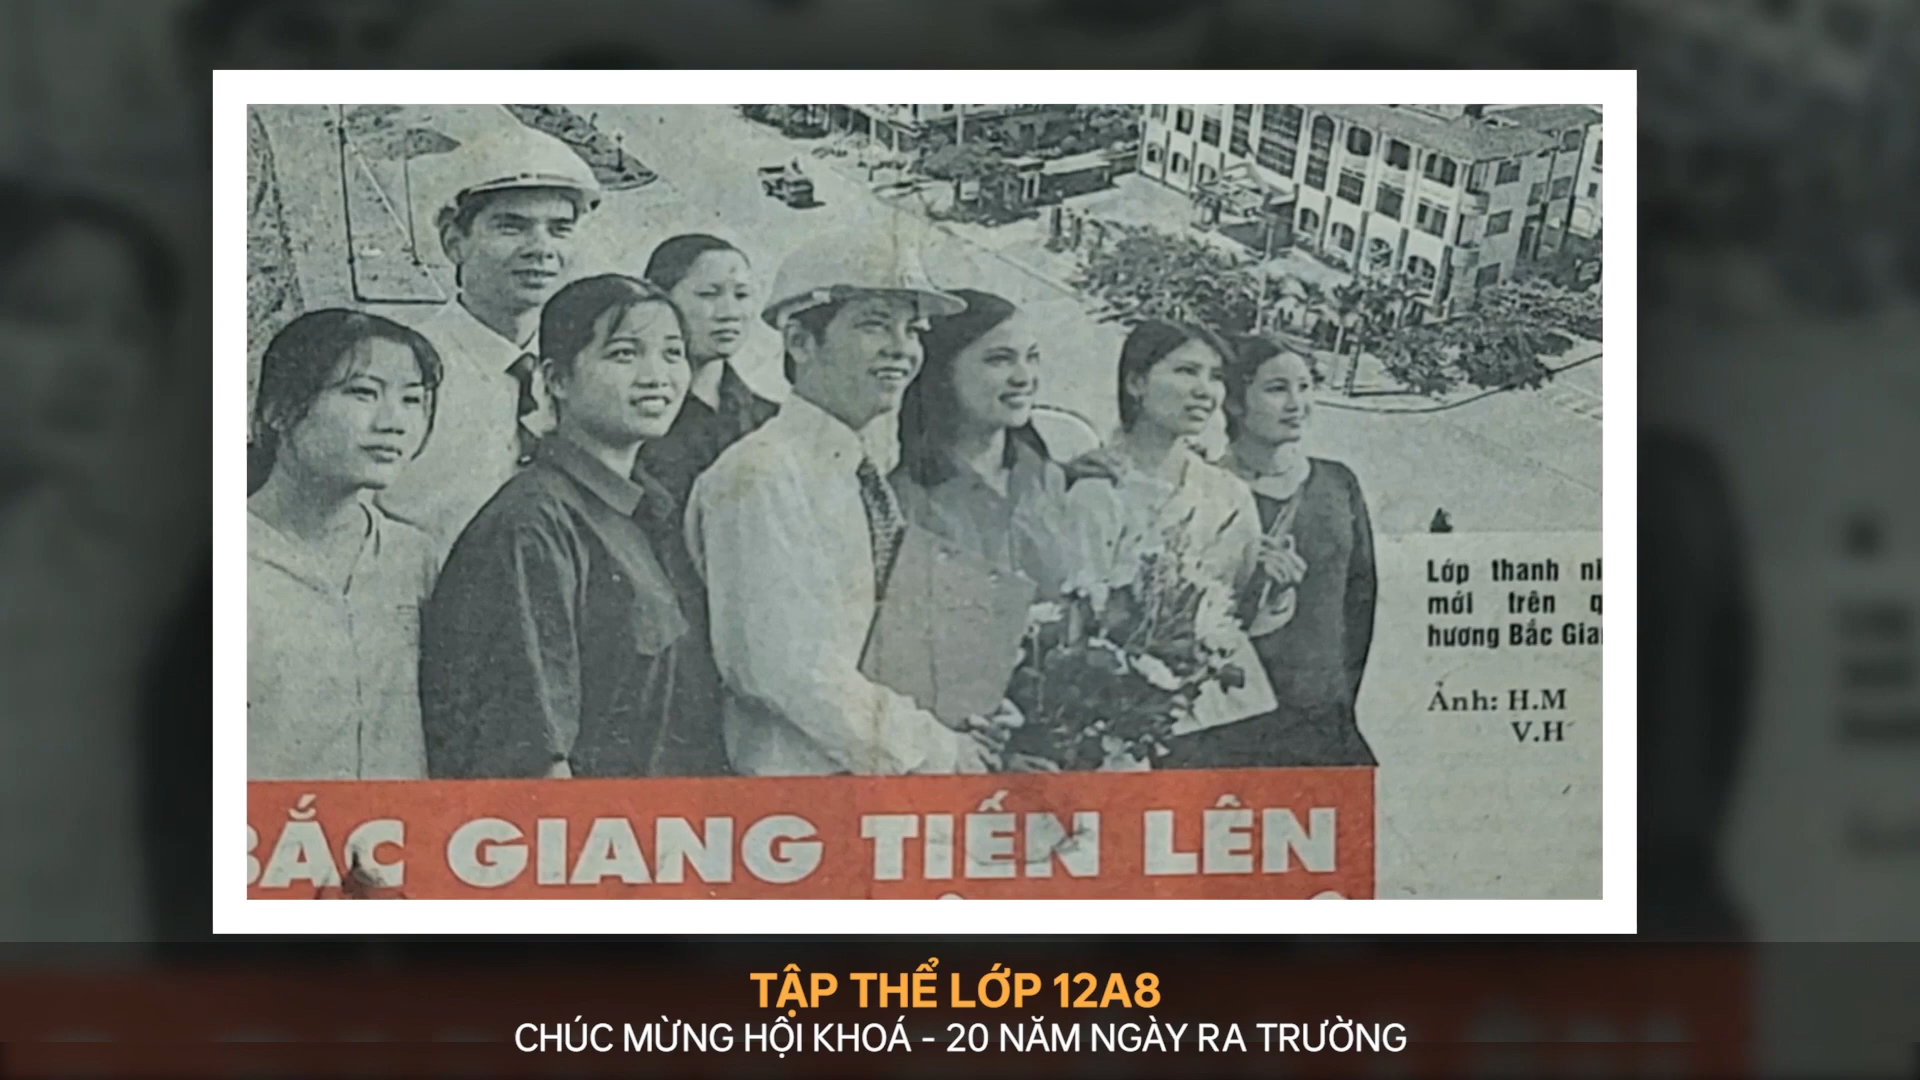 Lớp thanh
mới trên
hương Bắc
Ảnh: H.M
V.H
BẮC GIANG TIẾN LÊN
TẬP THỂ LỚP 12A8
CHÚC MỪNG HỘI KHOÁ - 20 NĂM NGÀY RA TRƯỜNG